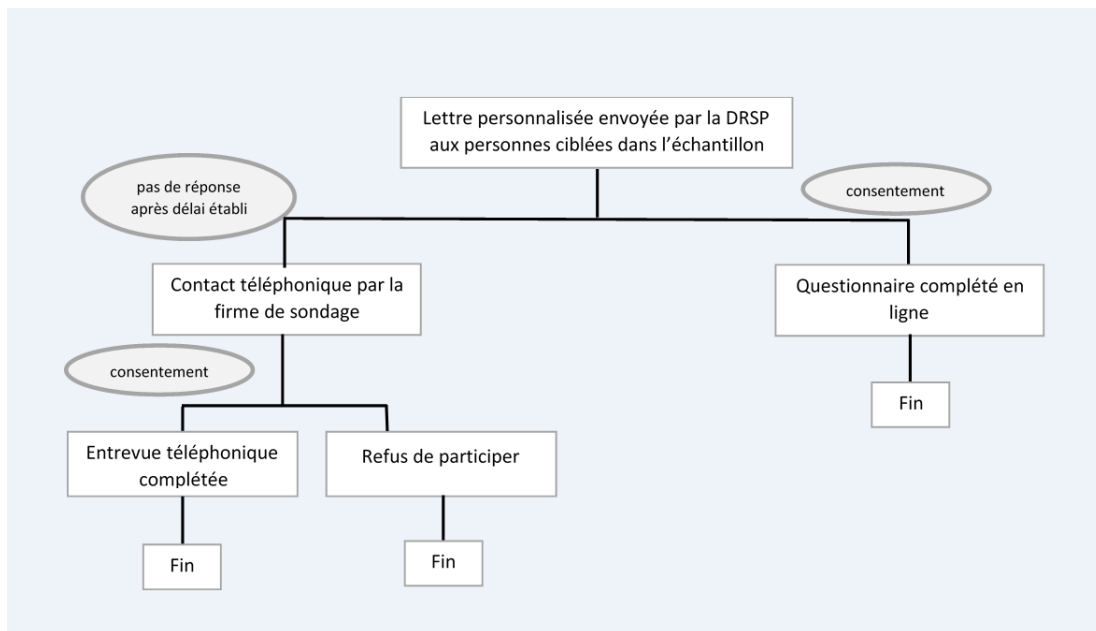 Lettre personnalisée envoyée par la DRSP
aux personnes ciblées dans l'échantillon
pas de réponse
après délai établi
consentement
Contact téléphonique par la
firme de sondage
Questionnaire complété en
ligne
consentement
Fin
Entrevue téléphonique
complétée
Refus de participer
Fin
Fin